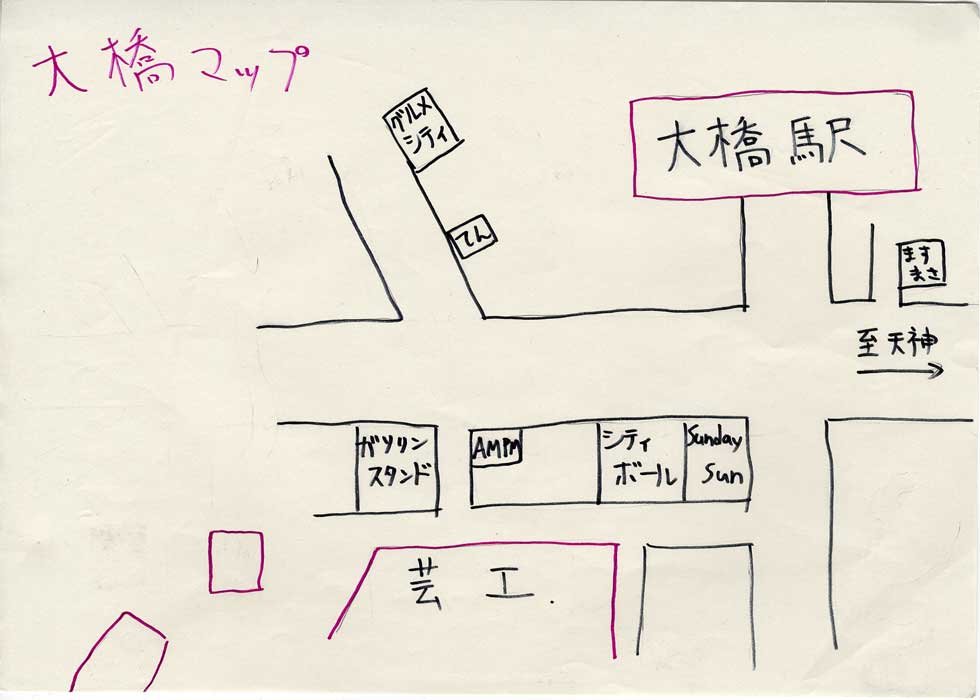 大橋マップ
グルメ
シティ
大橋駅
てん
ます
まさ
至天神
ガソリン
スタンド
AMPM
シティ
ボール
Sunday
Sun
芸工.